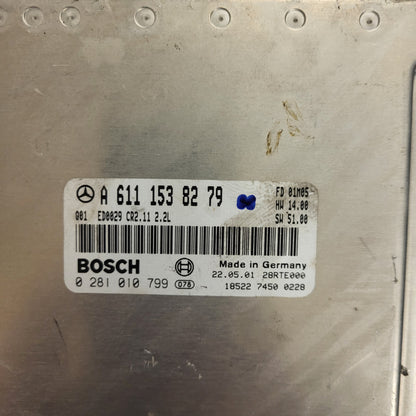 A 611 153 82 79
FD 01M05
HW 14.00
SW 51.00
Q01 ED0029 CR2.11 2.2L
BOSCH
Made in Germany
22.05.01 28RTE000
0 281 010 799 078
18522 7450 0228